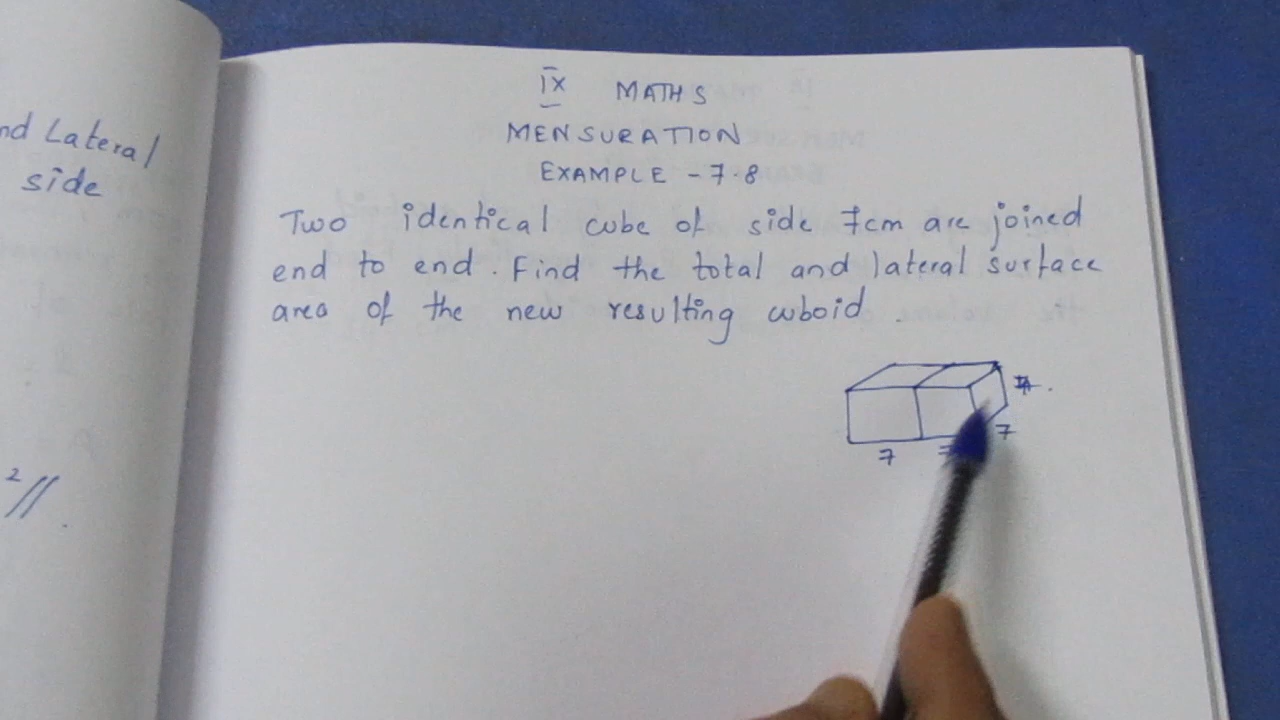 nd Lateral
side
2//.
IX MATHS
MENSURATION
EXAMPLE - 7.8
Two identical cube of side 7cm are joined
end to end. Find the total and lateral surface
area of the new resulting cuboid.
7
7
7